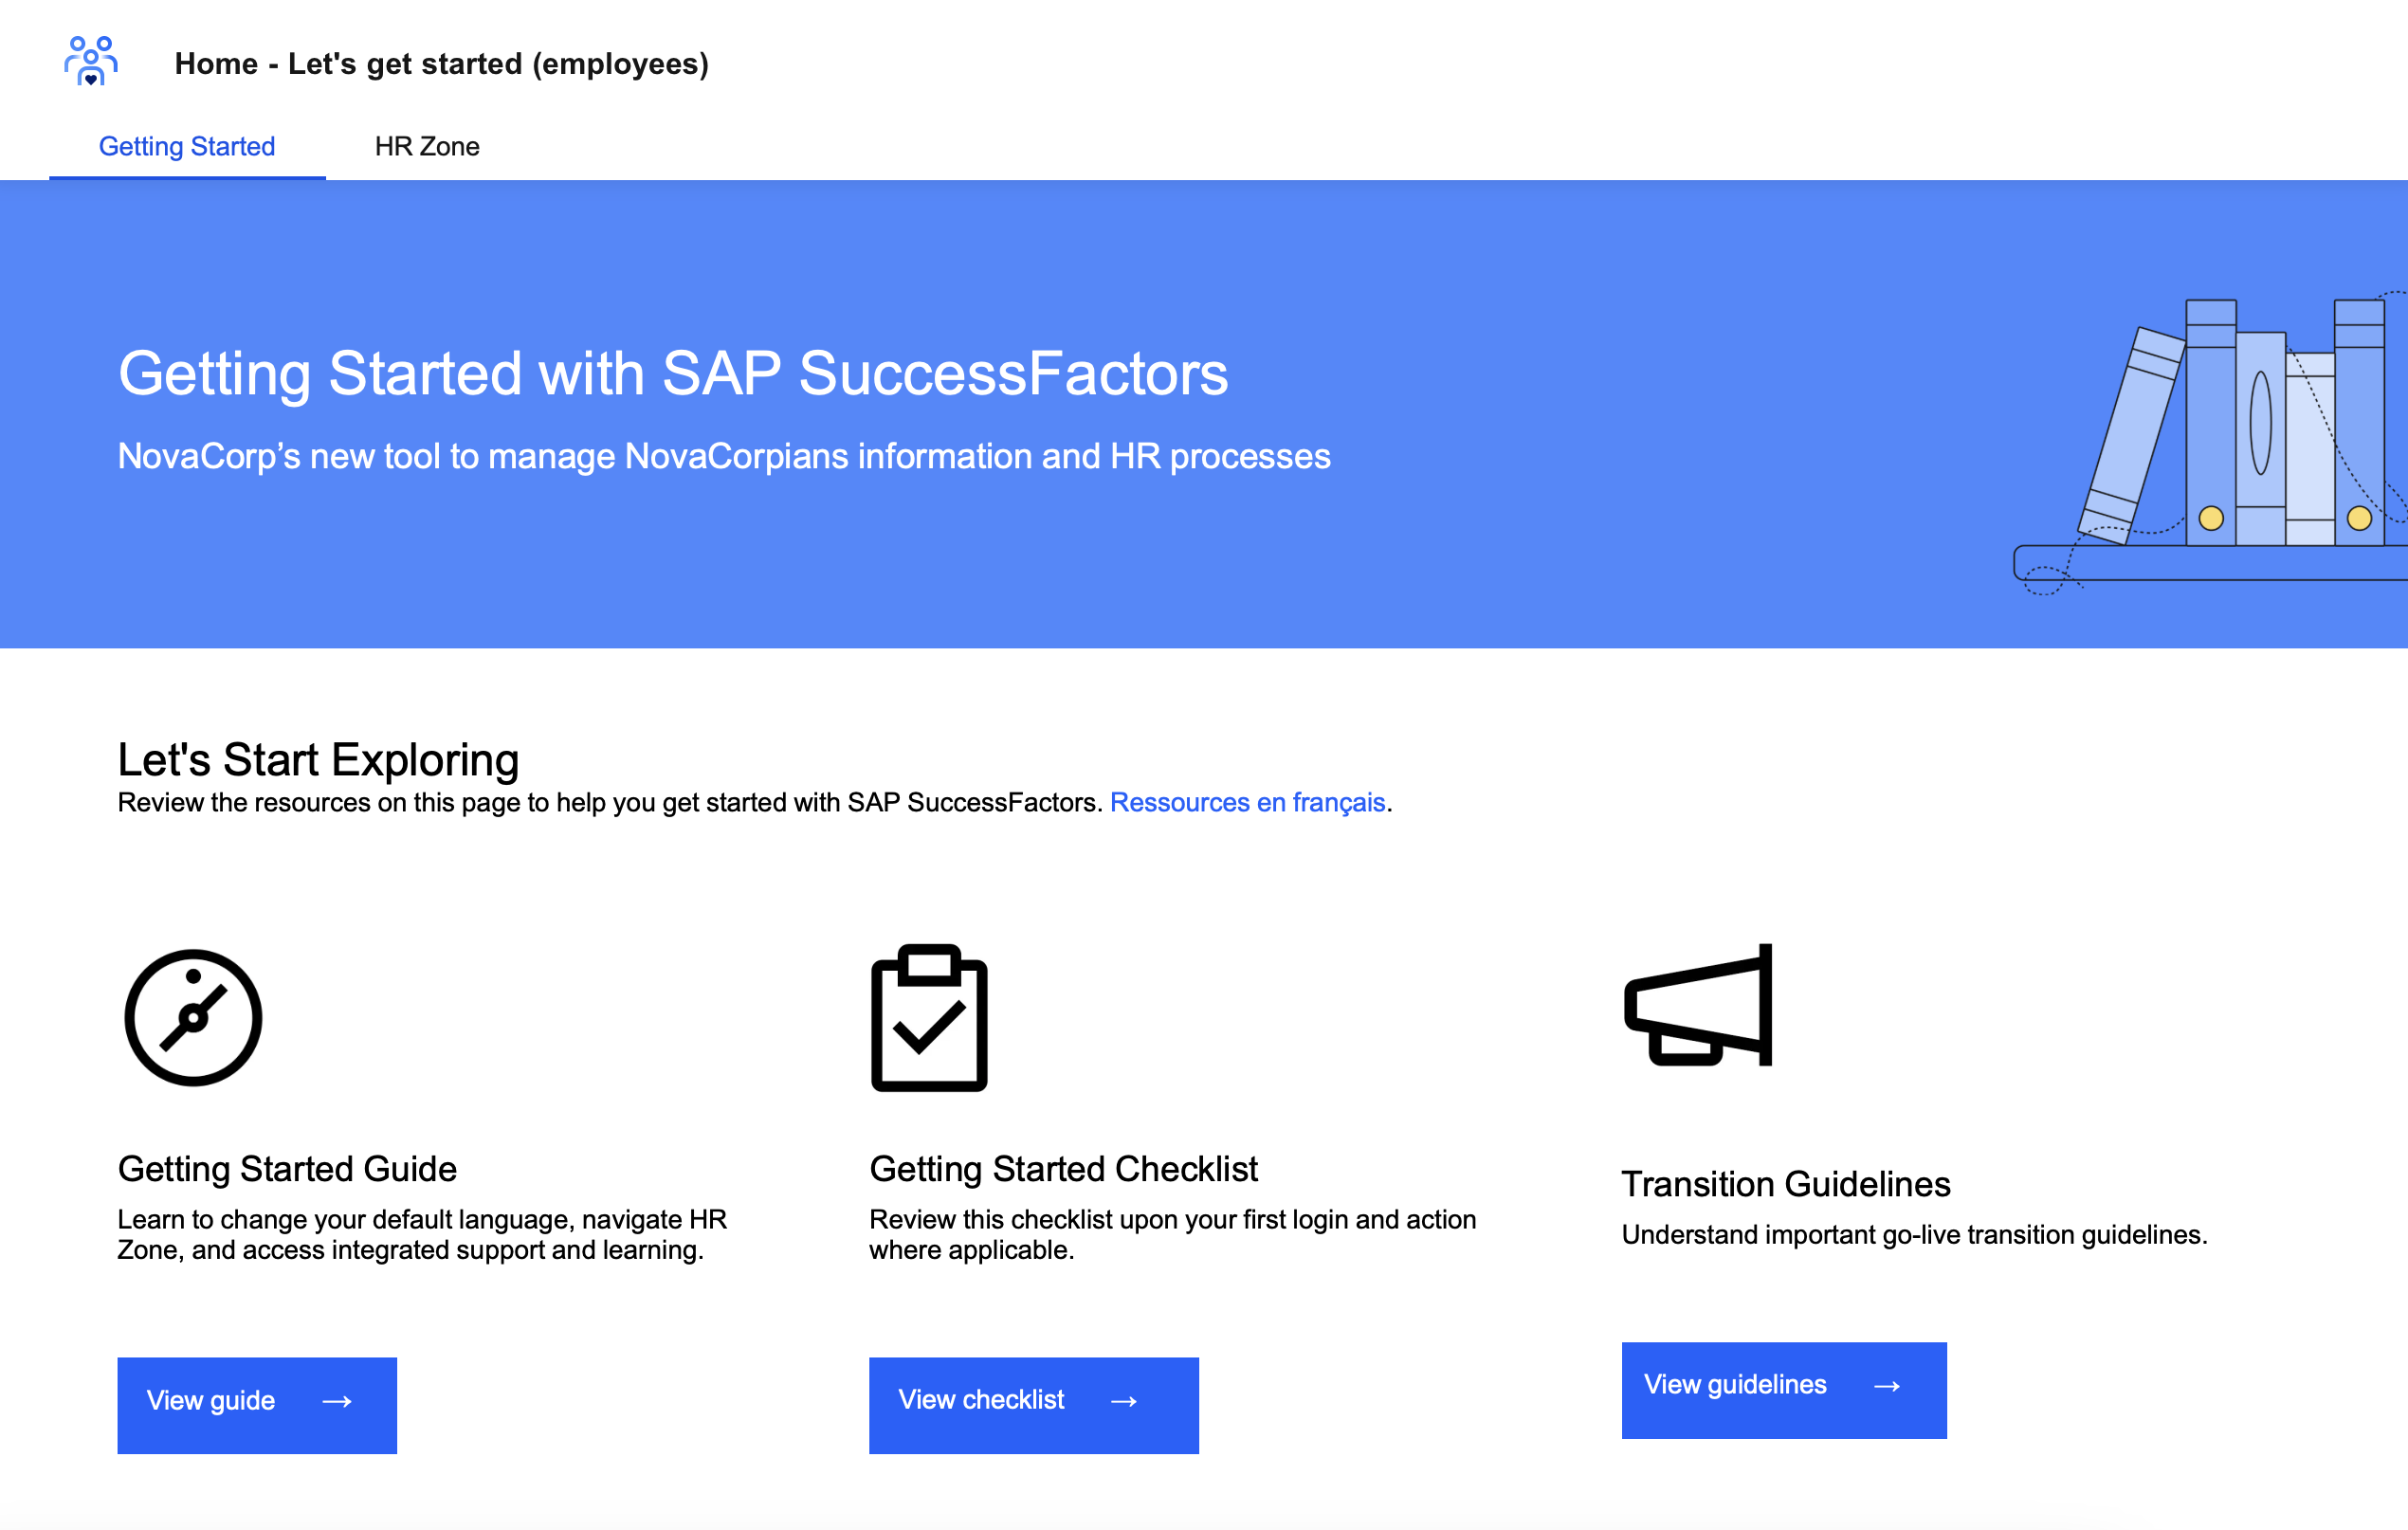 Home - Let's get started (employees)
Getting Started
HR Zone
Getting Started with SAP SuccessFactors
NovaCorp’s new tool to manage NovaCorpians information and HR processes
Let's Start Exploring
Review the resources on this page to help you get started with SAP SuccessFactors. Ressources en français.
Getting Started Guide
Learn to change your default language, navigate HR
Zone, and access integrated support and learning.
View guide →
Getting Started Checklist
Review this checklist upon your first login and action
where applicable.
View checklist →
Transition Guidelines
Understand important go-live transition guidelines.
View guidelines →